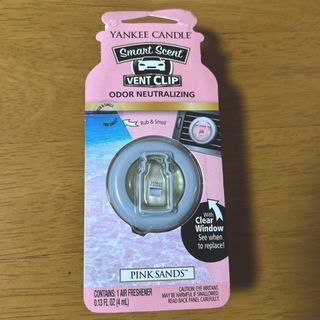 YANKEE CANDLE
Smart Scent
VENT CLIP
ODOR NEUTRALIZING
Rub & Smell
With
Clear
Window
See when
to replace!
PINK SANDS™
CONTAINS: 1 AIR FRESHENER
0.13 FL OZ (4 mL)
CAUTION: EYE IRRITANT.
MAY BE HARMFUL IF SWALLOWED.
READ BACK PANEL CAREFULLY.